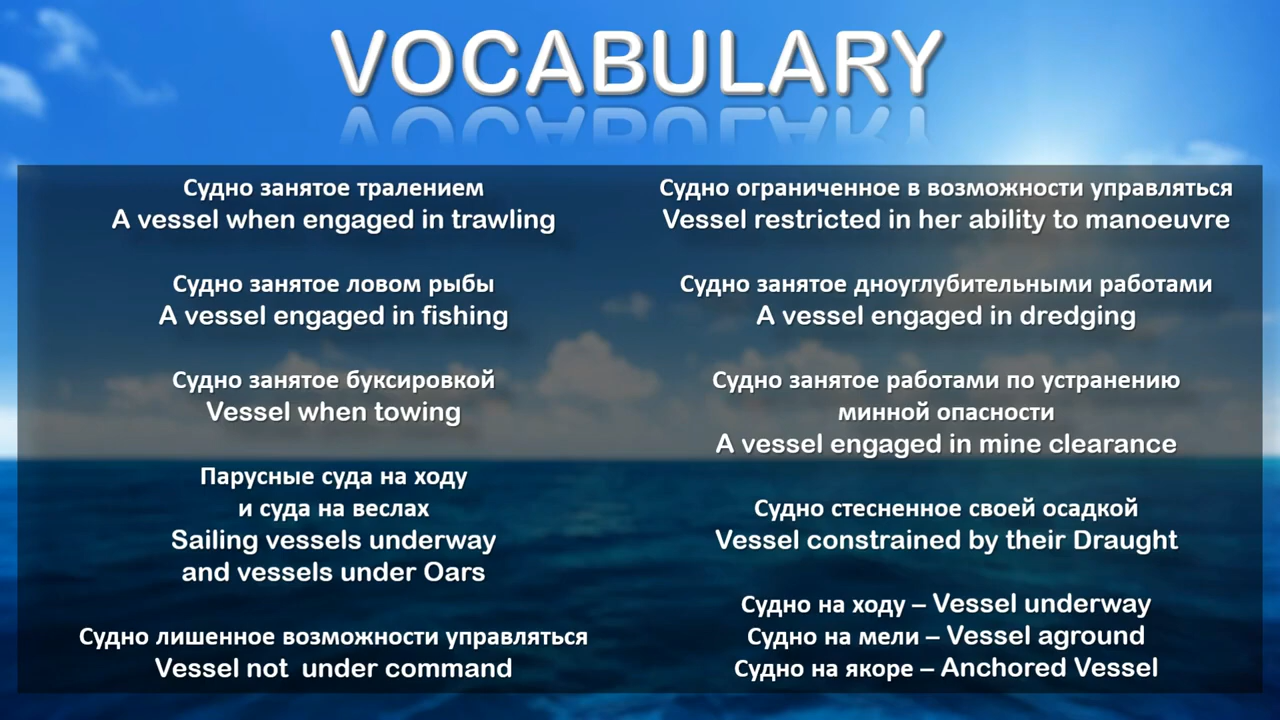 VOCABULARY
Судно занятое тралением
A vessel when engaged in trawling
Судно занятое ловом рыбы
A vessel engaged in fishing
Судно занятое буксировкой
Vessel when towing
Парусные суда на ходу
и суда на веслах
Sailing vessels underway
and vessels under Oars
Судно лишенное возможности управляться
Vessel not  under command
Судно ограниченное в возможности управляться
Vessel restricted in her ability to manoeuvre
Судно занятое дноуглубительными работами
A vessel engaged in dredging
Судно занятое работами по устранению
минной опасности
A vessel engaged in mine clearance
Судно стесненное своей осадкой
Vessel constrained by their Draught
Судно на ходу – Vessel underway
Судно на мели – Vessel aground
Судно на якоре – Anchored Vessel